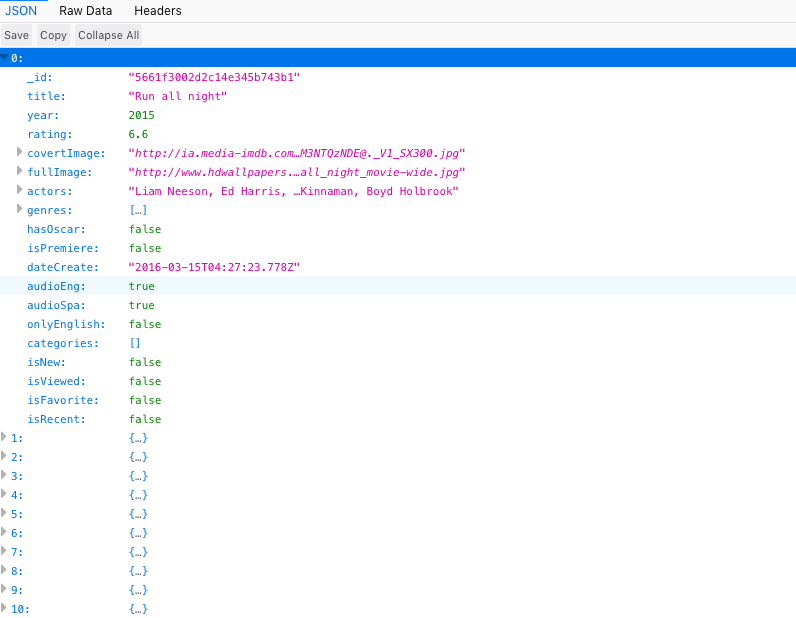 JSON Raw Data Headers
Save Copy Collapse All
0:
_id: "5661f3002d2c14e345b743b1"
title: "Run all night"
year: 2015
rating: 6.6
covertImage: "http://ia.media-imdb.com…M3NTQzNDE@._V1_SX300.jpg"
fullImage: "http://www.hdwallpapers.…all_night_movie-wide.jpg"
actors: "Liam Neeson, Ed Harris, …Kinnaman, Boyd Holbrook"
genres: […]
hasOscar: false
isPremiere: false
dateCreate: "2016-03-15T04:27:23.778Z"
audioEng: true
audioSpa: true
onlyEnglish: false
categories: []
isNew: false
isViewed: false
isFavorite: false
isRecent: false
1: {…}
2: {…}
3: {…}
4: {…}
5: {…}
6: {…}
7: {…}
8: {…}
9: {…}
10: {…}